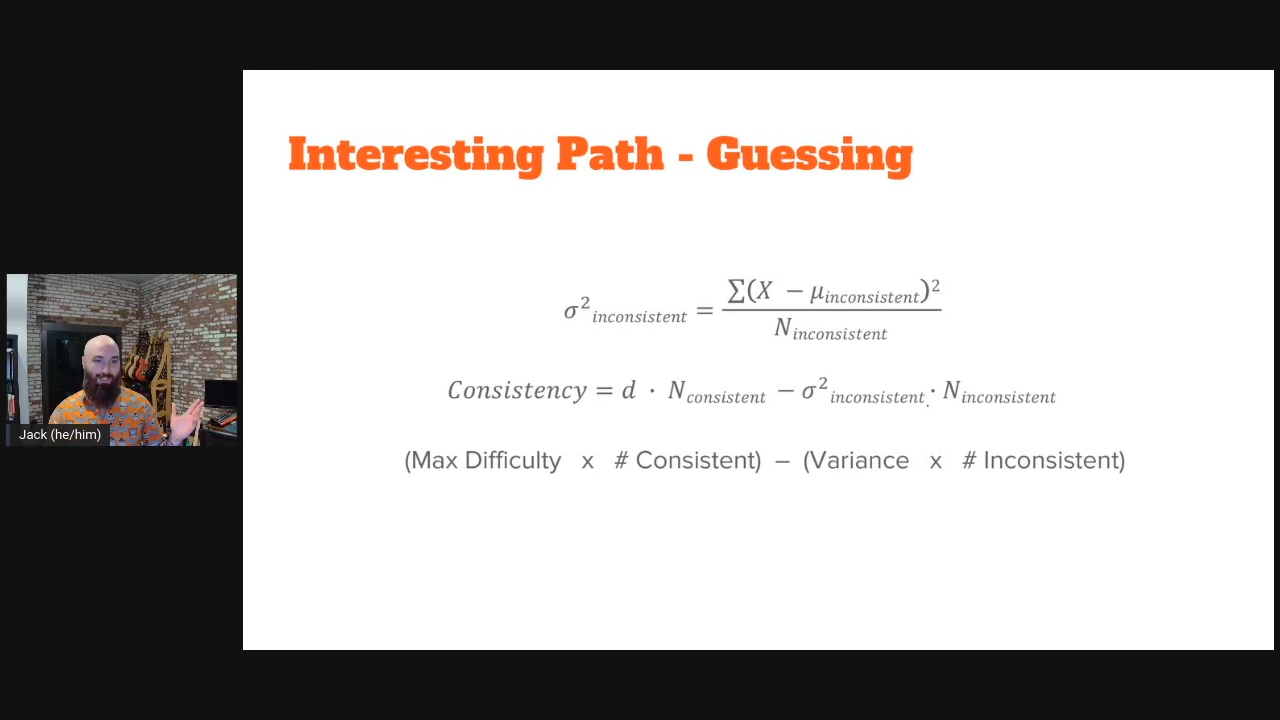 Interesting Path - Guessing
σ²inconsistent = ∑(X − μinconsistent)² / Ninconsistent
Consistency = d · Nconsistent − σ²inconsistent. · Ninconsistent
(Max Difficulty x # Consistent) – (Variance x # Inconsistent)
Jack (he/him)